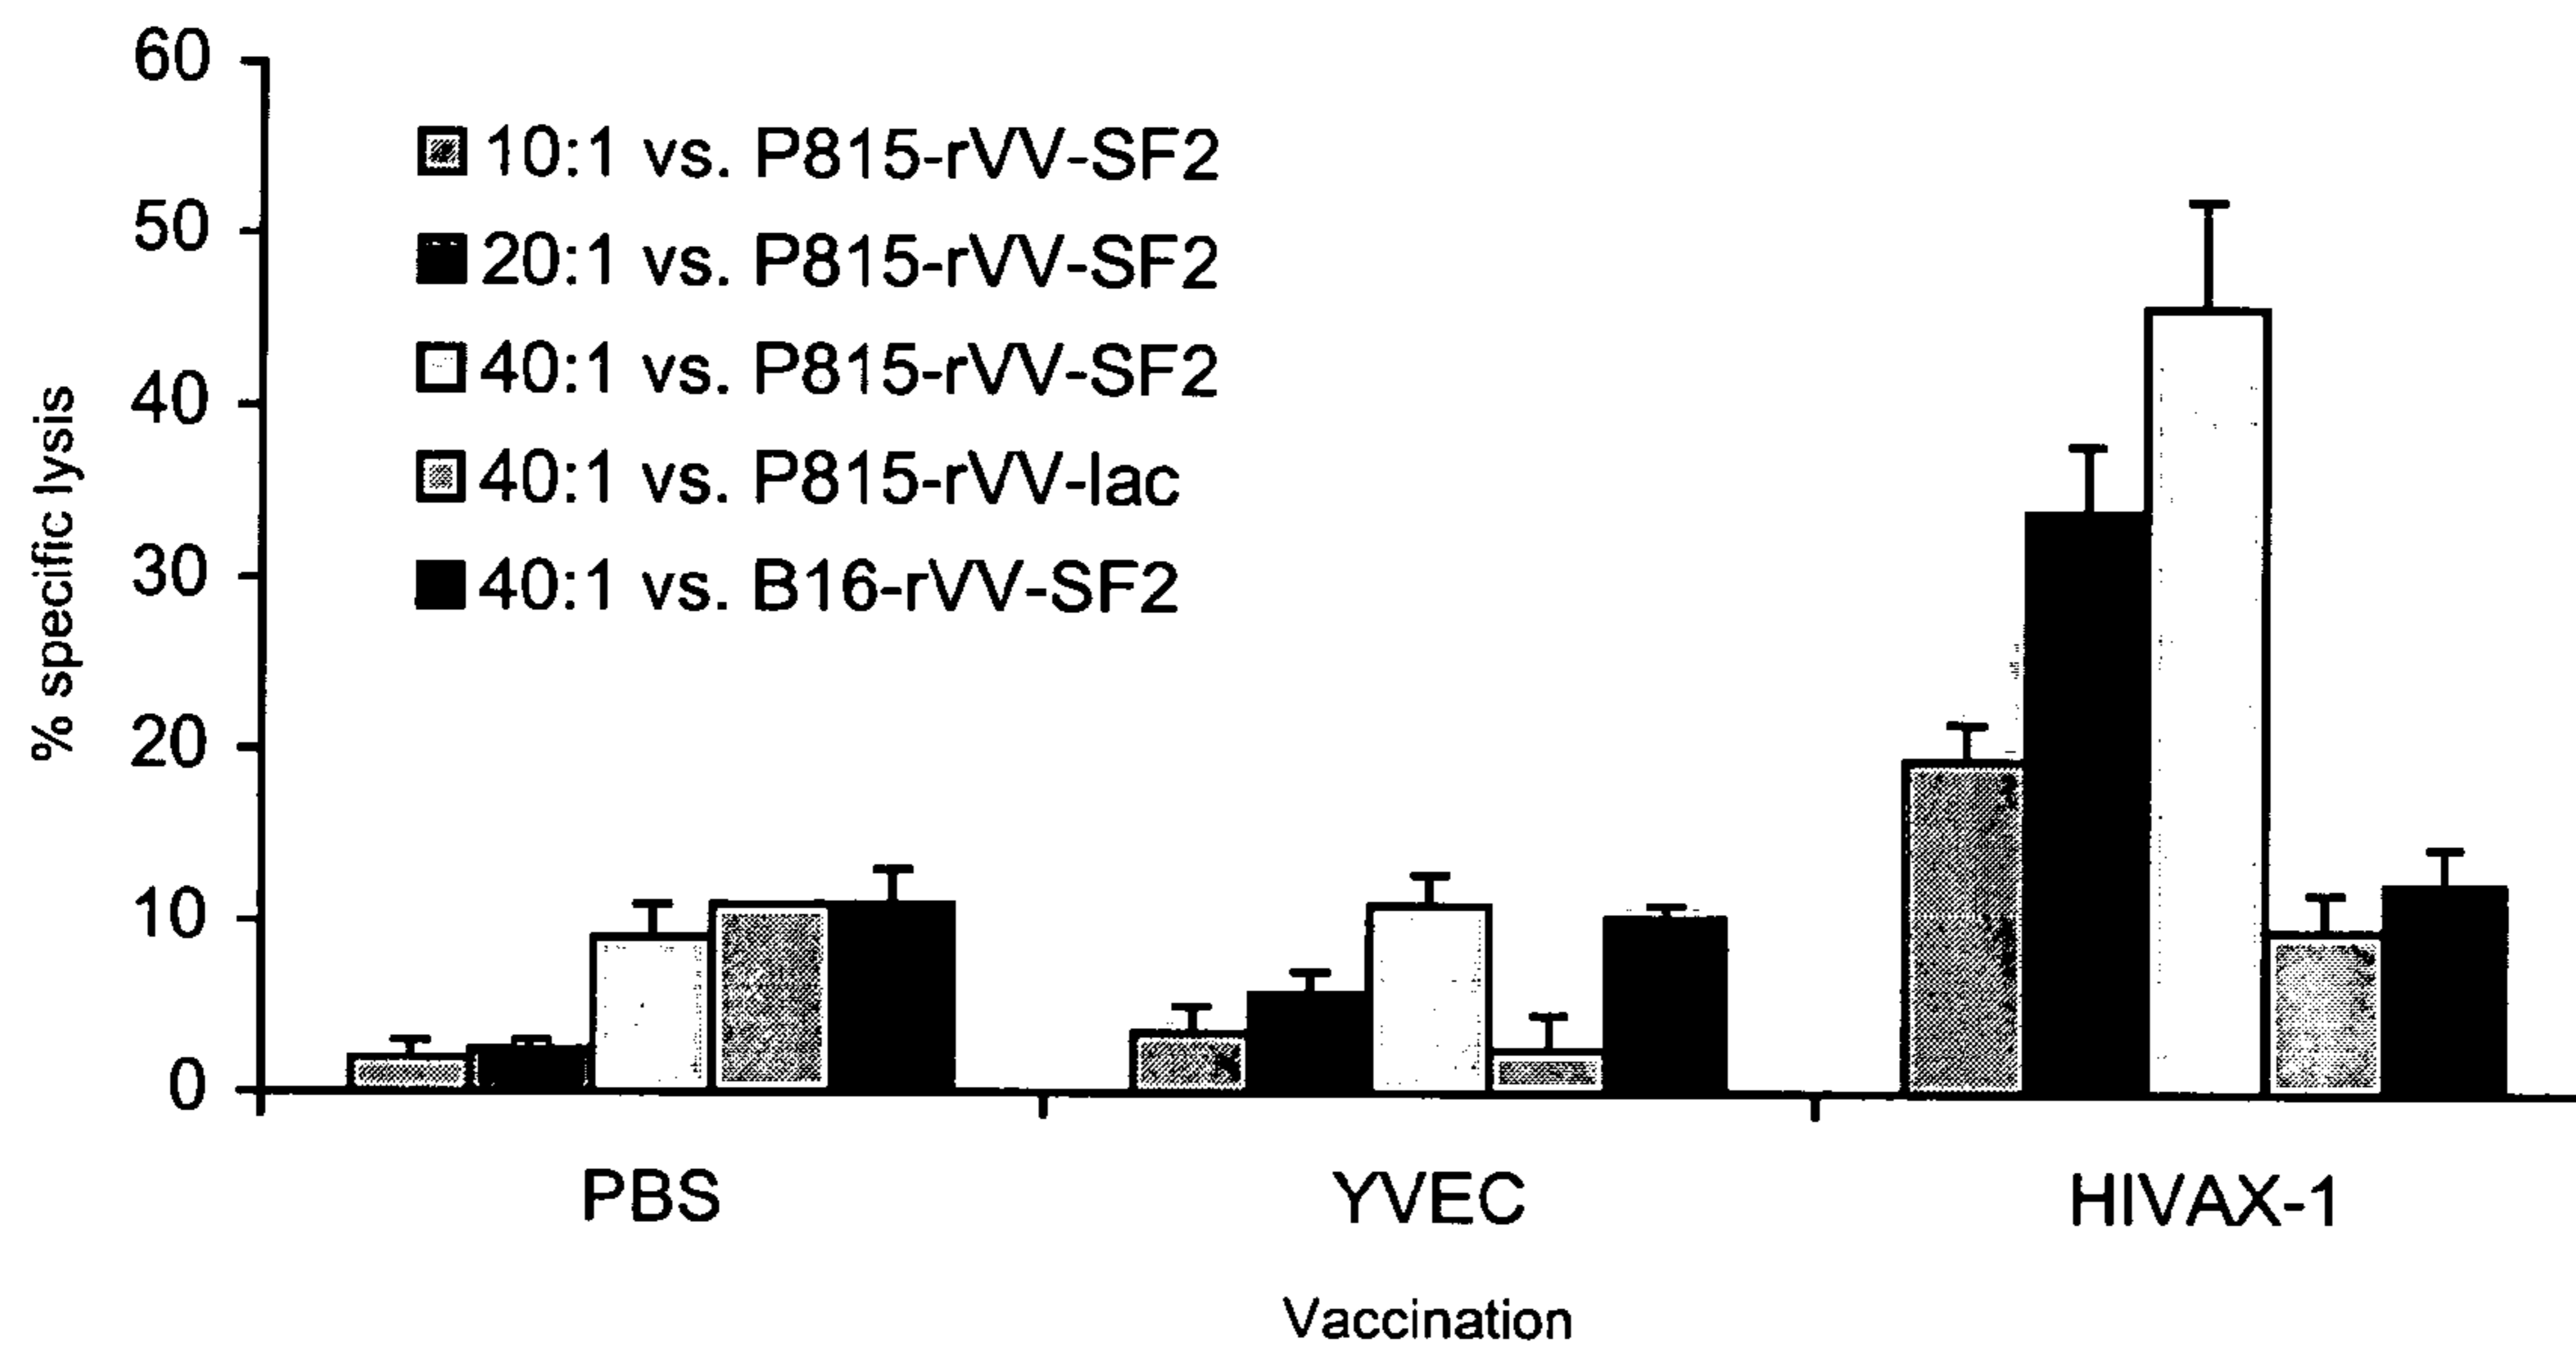 60
50
40
30
20
10
0
% specific lysis
10:1 vs. P815-rVV-SF2
20:1 vs. P815-rVV-SF2
40:1 vs. P815-rVV-SF2
40:1 vs. P815-rVV-lac
40:1 vs. B16-rVV-SF2
PBS
YVEC
HIVAX-1
Vaccination